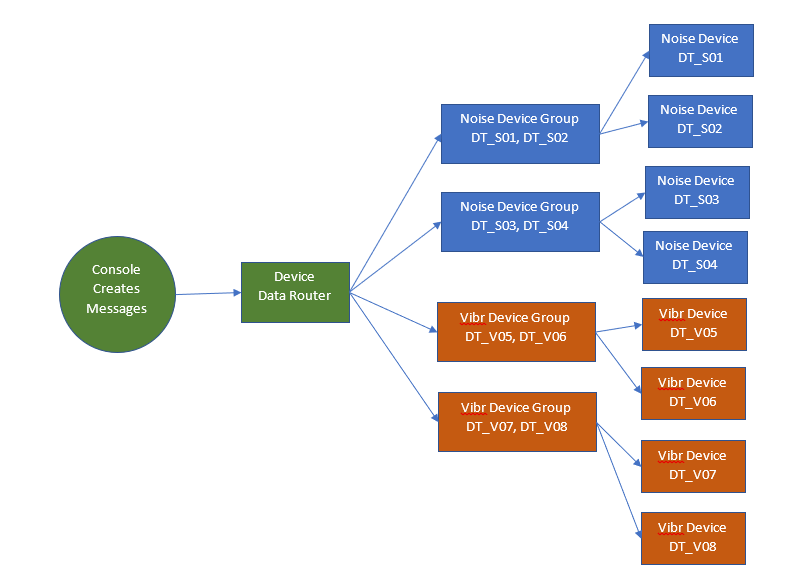 Console
Creates
Messages
Device
Data Router
Noise Device Group
DT_S01, DT_S02
Noise Device Group
DT_S03, DT_S04
Vibr Device Group
DT_V05, DT_V06
Vibr Device Group
DT_V07, DT_V08
Noise Device
DT_S01
Noise Device
DT_S02
Noise Device
DT_S03
Noise Device
DT_S04
Vibr Device
DT_V05
Vibr Device
DT_V06
Vibr Device
DT_V07
Vibr Device
DT_V08